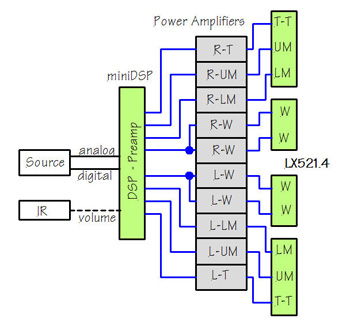 Power Amplifiers
T-T
R-T
UM
miniDSP
R-UM
LM
R-LM
R-W
W
analog
R-W
W
Source
DSP - Preamp
LX521.4
digital
L-W
W
L-W
W
IR
volume
L-LM
LM
L-UM
UM
L-T
T-T